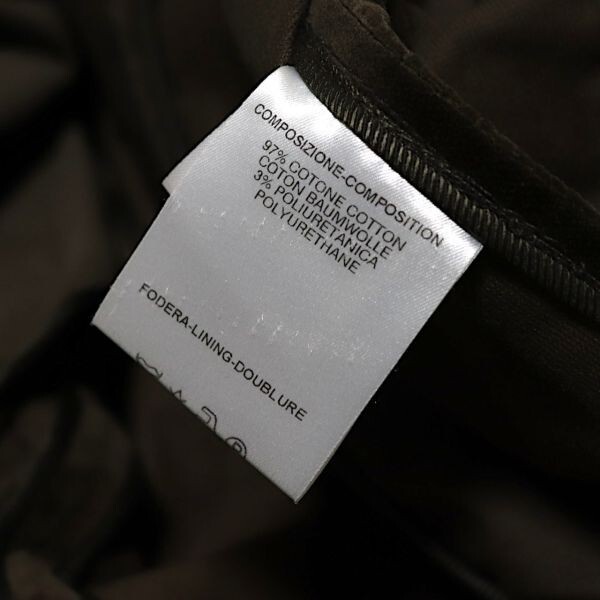 COMPOSIZIONE-COMPOSITION
97% COTONE COTTON
COTON BAUMWOLLE
3% POLIURETANICA
POLYURETHANE
FODERA-LINING-DOUBLURE